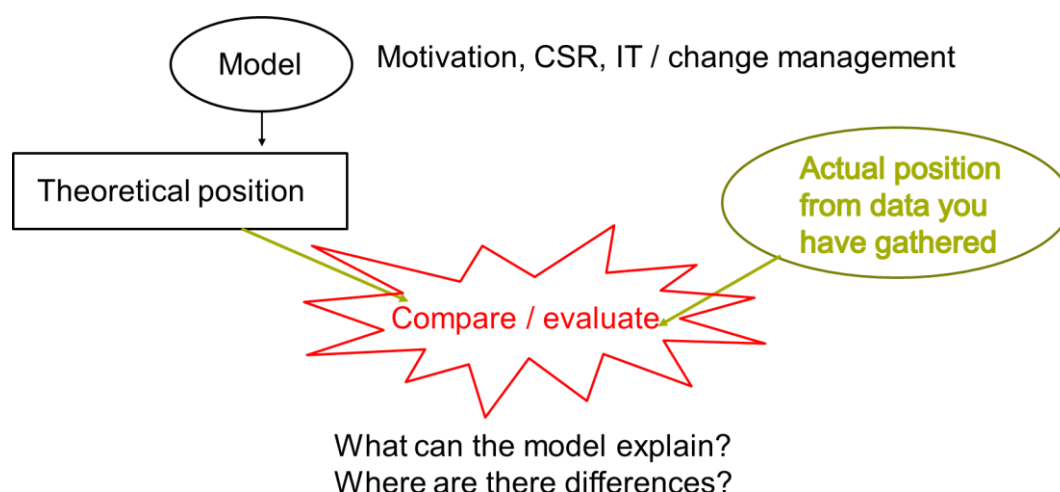 Model
Motivation, CSR, IT / change management
Theoretical position
Actual position
from data you
have gathered
Compare / evaluate
What can the model explain?
Where are there differences?